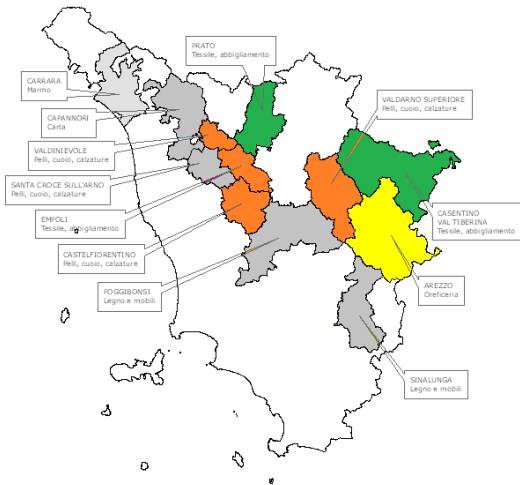 PRATO
Tessile, abbigliamento
CARRARA
Marmo
VALDARNO SUPERIORE
Pelli, cuoio, calzature
CAPANNORI
Carta
VALDINIEVOLE
Pelli, cuoio, calzature
SANTA CROCE SULL'ARNO
Pelli, cuoio, calzature
EMPOLI
Tessile, abbigliamento
CASENTINO
VAL TIBERINA
Tessile, abbigliamento
CASTELFIORENTINO
Pelli, cuoio, calzature
POGGIBONSI
Legno e mobili
AREZZO
Oreficeria
SINALUNGA
Legno e mobili